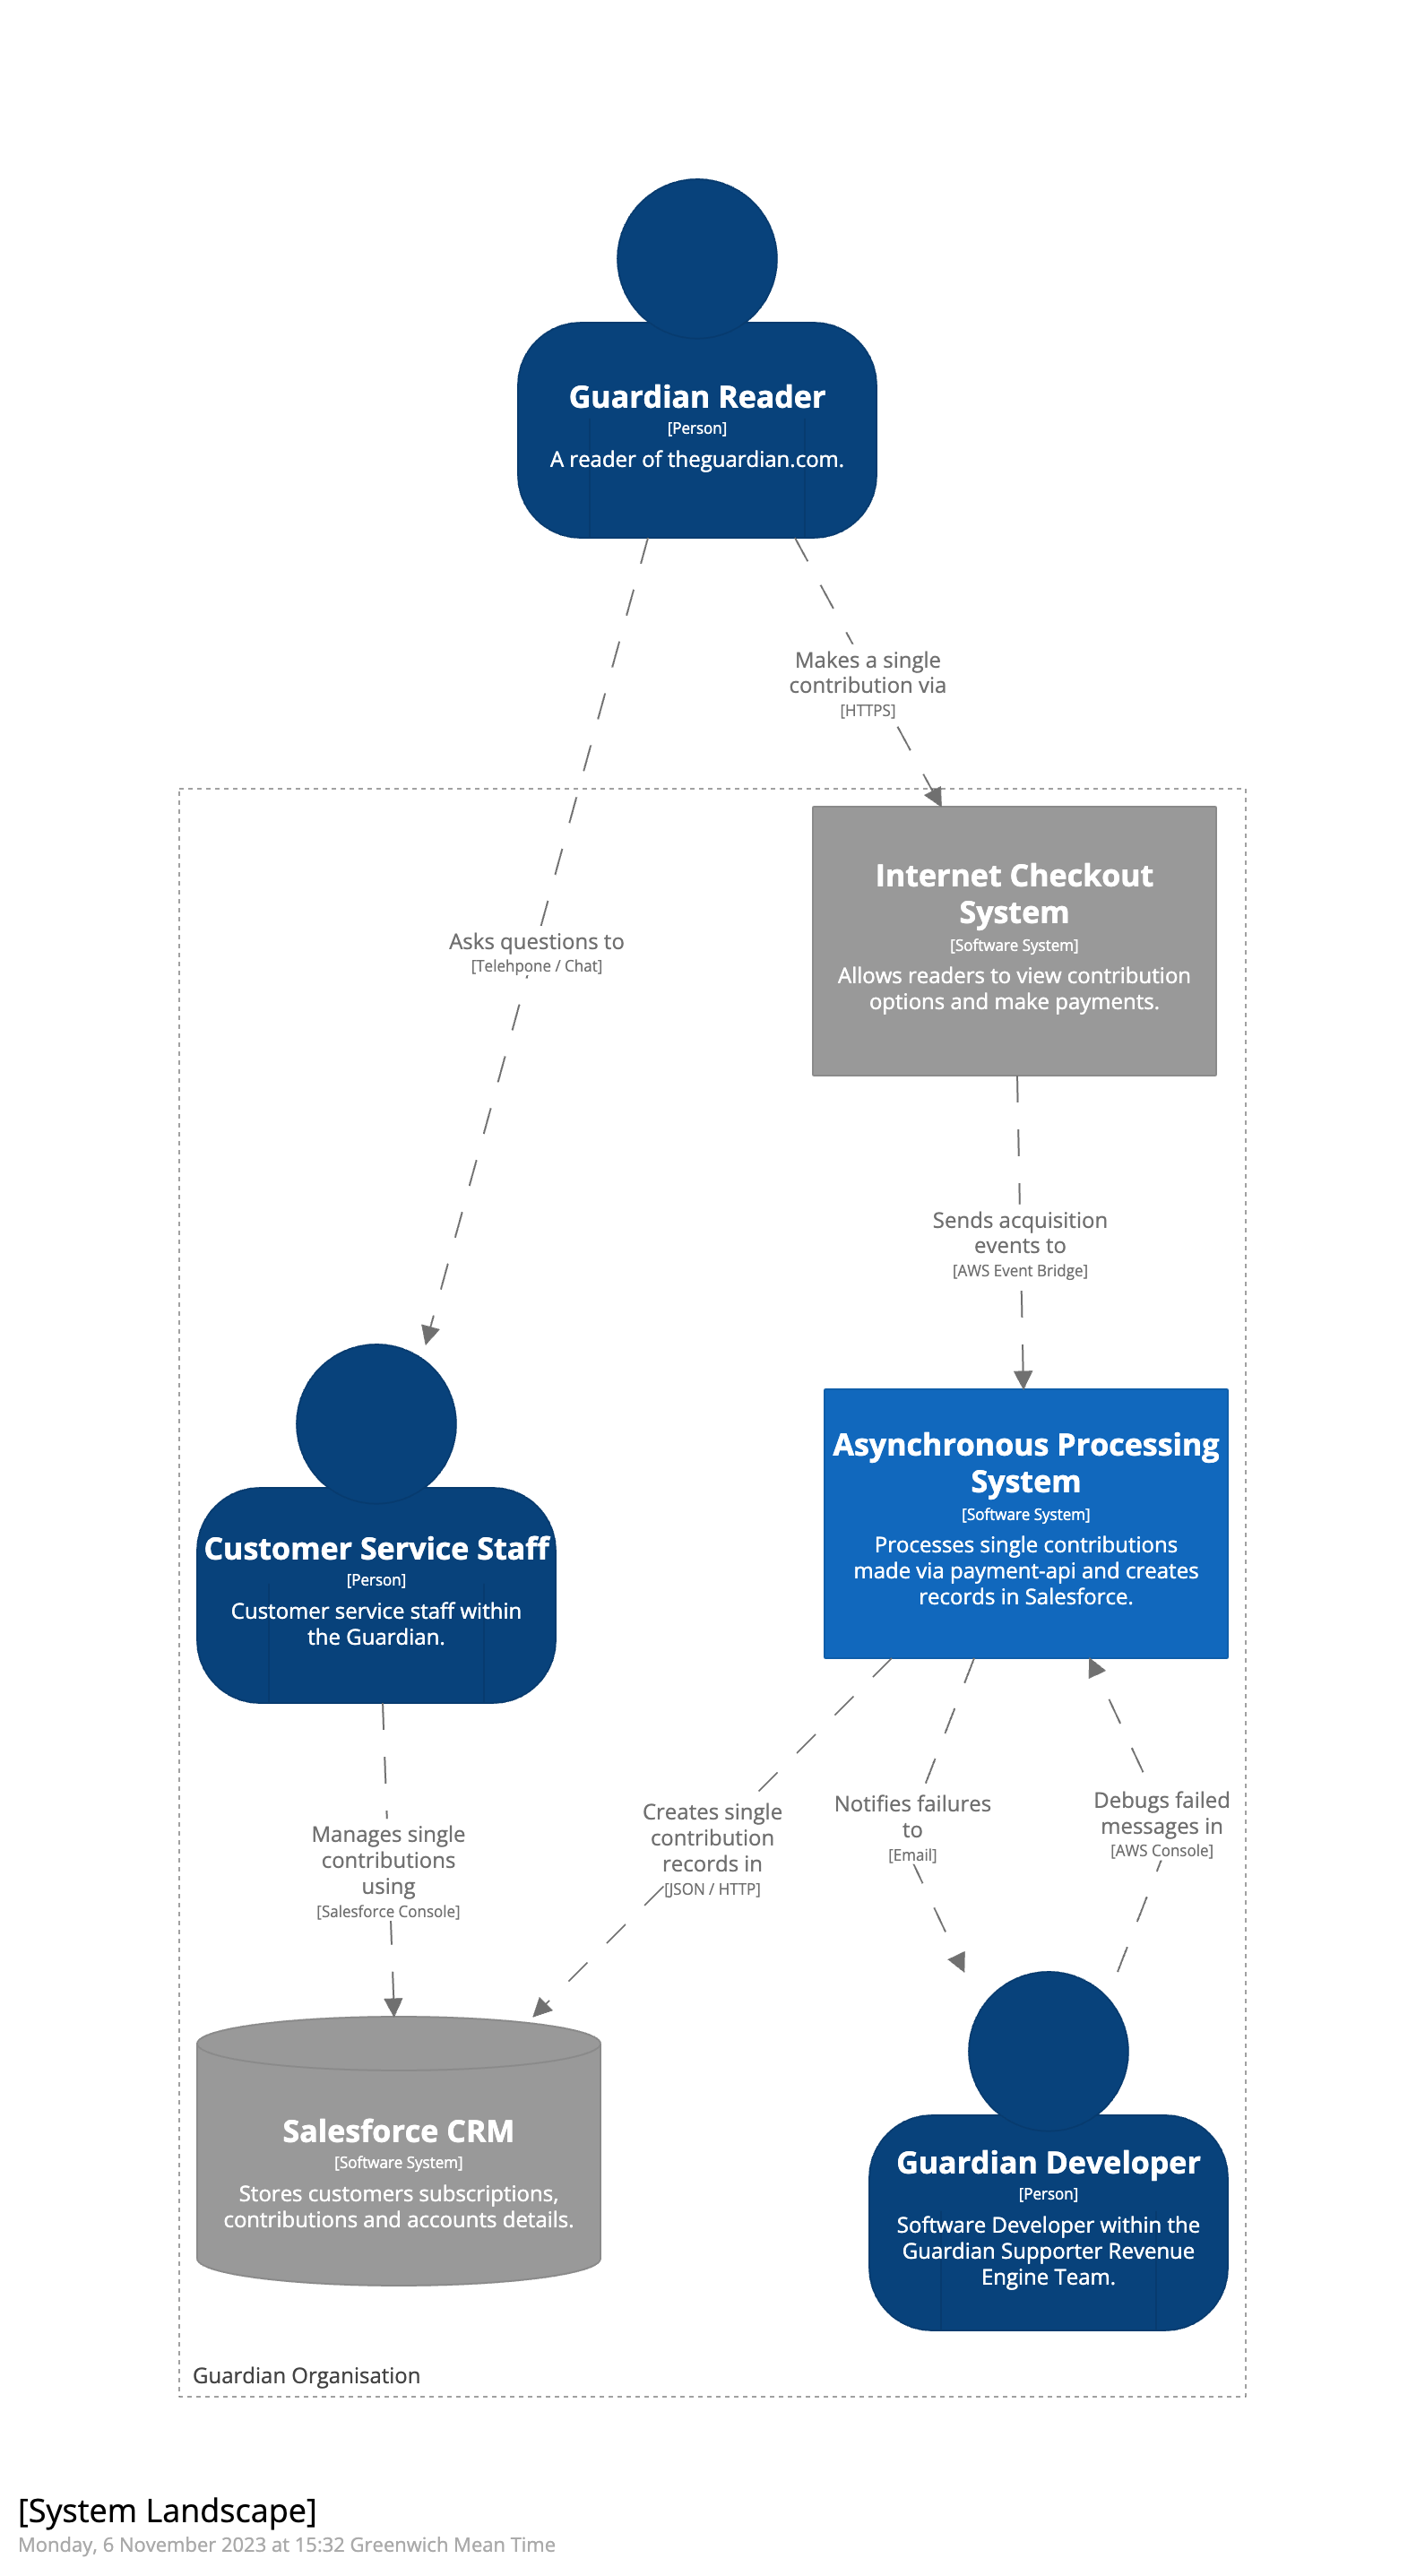 Guardian Reader
[Person]
A reader of theguardian.com.
Makes a single
contribution via
[HTTPS]
Internet Checkout
System
[Software System]
Allows readers to view contribution
options and make payments.
Asks questions to
[Telehpone / Chat]
Sends acquisition
events to
[AWS Event Bridge]
Asynchronous Processing
System
[Software System]
Processes single contributions
made via payment-api and creates
records in Salesforce.
Customer Service Staff
[Person]
Customer service staff within
the Guardian.
Manages single
contributions
using
[Salesforce Console]
Creates single
contribution
records in
[JSON / HTTP]
Notifies failures
to
[Email]
Debugs failed
messages in
[AWS Console]
Salesforce CRM
[Software System]
Stores customers subscriptions,
contributions and accounts details.
Guardian Developer
[Person]
Software Developer within the
Guardian Supporter Revenue
Engine Team.
Guardian Organisation
[System Landscape]
Monday, 6 November 2023 at 15:32 Greenwich Mean Time